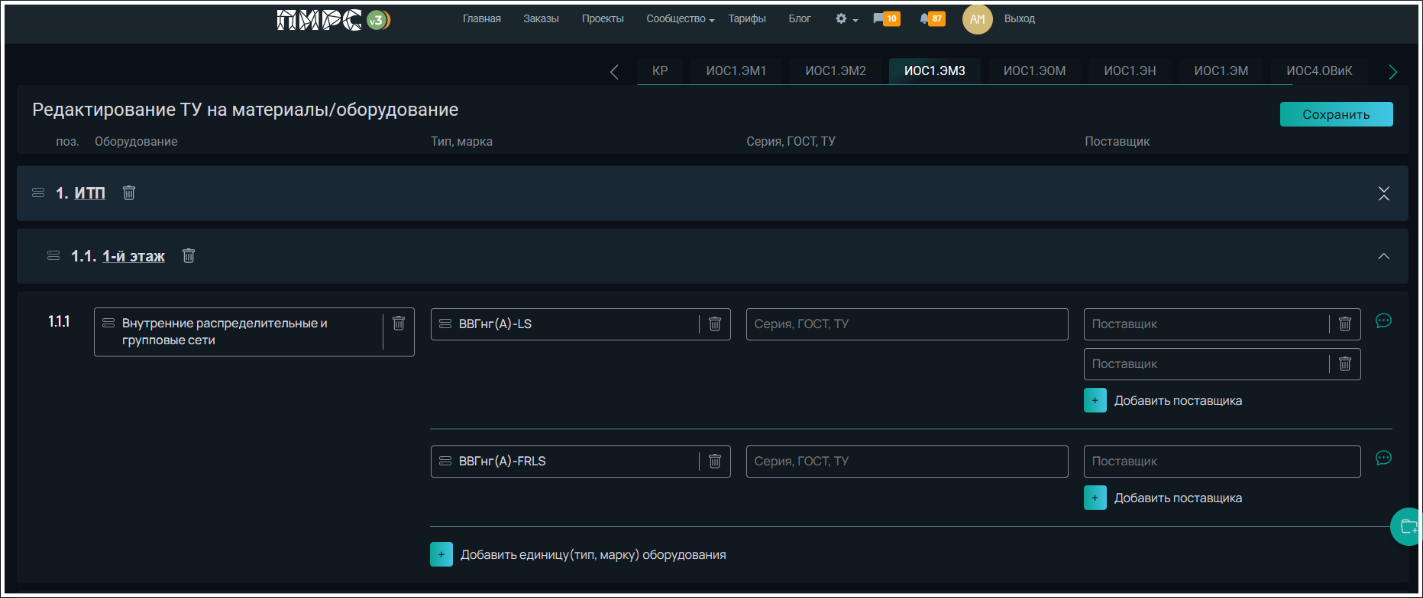 ПИРС v3 Главная Заказы Проекты Сообщество Тарифы Блог 10 87 АМ Выход
КР ИОС1.ЭМ1 ИОС1.ЭМ2 ИОС1.ЭМ3 ИОС1.ЭОМ ИОС1.ЭН ИОС1.ЭМ ИОС4.ОВиК
Редактирование ТУ на материалы/оборудование Сохранить
поз. Оборудование Тип, марка Серия, ГОСТ, ТУ Поставщик
1. ИТП
1.1. 1-й этаж
1.1.1 Внутренние распределительные и ВВГнг(А)-LS Серия, ГОСТ, ТУ Поставщик
групповые сети
Поставщик
+ Добавить поставщика
ВВГнг(А)-FRLS Серия, ГОСТ, ТУ Поставщик
+ Добавить поставщика
+ Добавить единицу(тип, марку) оборудования